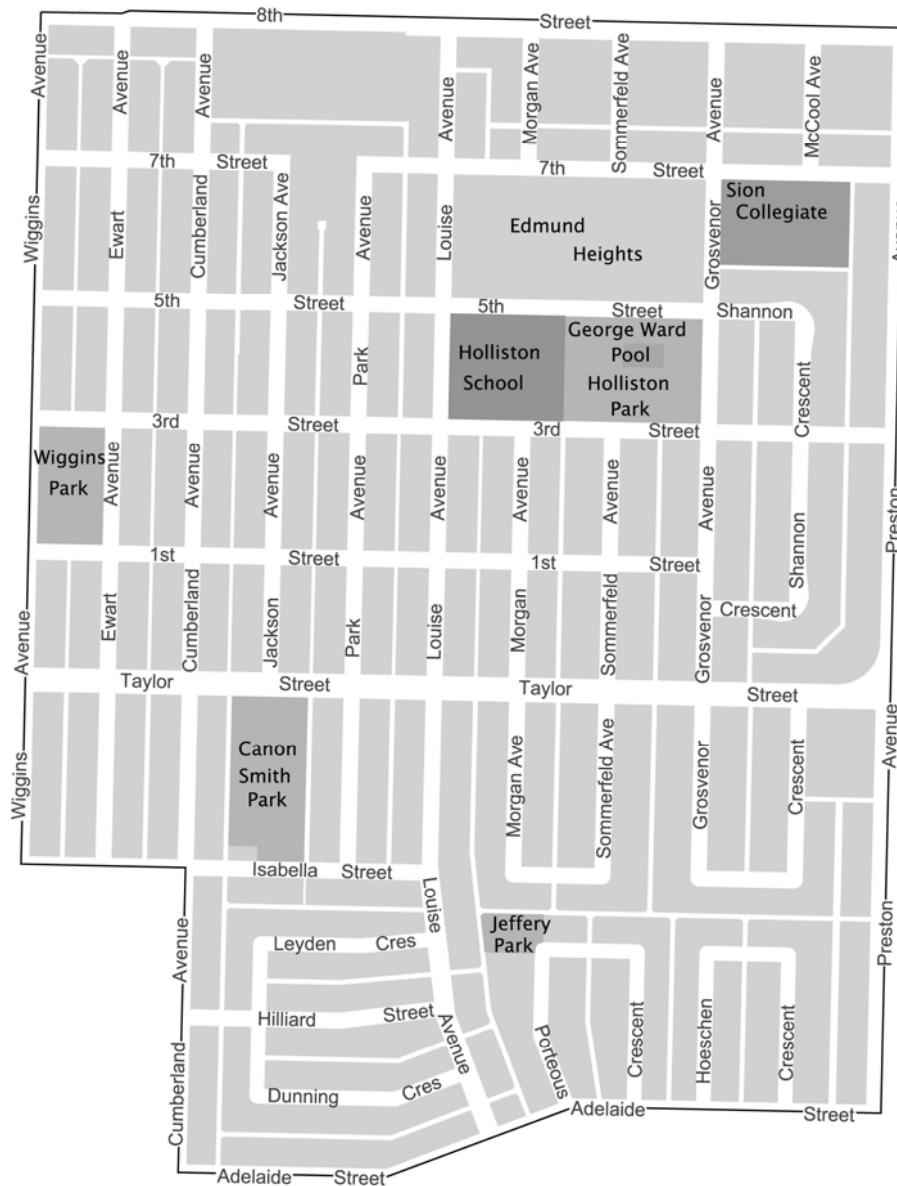 8th Street
Avenue
Avenue
Avenue
Avenue
Morgan Ave
Sommerfeld Ave
Avenue
McCool Ave
7th Street
7th Street
Wiggins
Ewart
Cumberland
Jackson Ave
Avenue
Louise
Edmund
Heights
Grosvenor
Sion
Collegiate
Avenue
5th Street
5th Street
Shannon
Park
Holliston
School
George Ward
Pool
Holliston
Park
Crescent
3rd Street
3rd Street
Wiggins
Park
Avenue
Avenue
Avenue
Avenue
Avenue
Avenue
Avenue
Avenue
Shannon
Preston
1st Street
1st Street
Crescent
Avenue
Ewart
Cumberland
Jackson
Park
Louise
Morgan
Sommerfeld
Grosvenor
Taylor Street
Taylor Street
Wiggins
Canon
Smith
Park
Morgan Ave
Sommerfeld Ave
Grosvenor
Crescent
Avenue
Isabella Street
Louise
Avenue
Jeffery
Park
Preston
Leyden Cres
Hilliard Street
Avenue
Dunning Cres
Cumberland
Porteous
Crescent
Hoeschen
Crescent
Adelaide Street
Adelaide Street